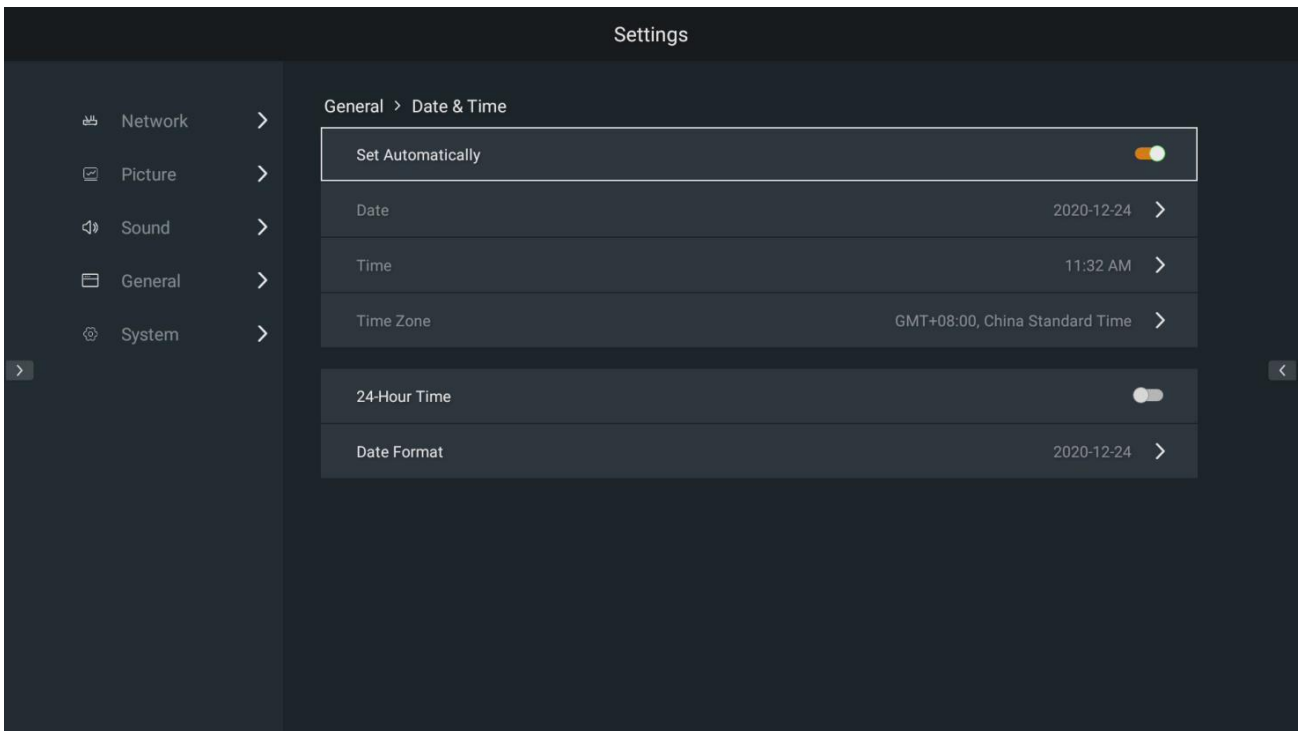 Settings
Network
Picture
Sound
General
System
General > Date & Time
Set Automatically
Date 2020-12-24
Time 11:32 AM
Time Zone GMT+08:00, China Standard Time
24-Hour Time
Date Format 2020-12-24